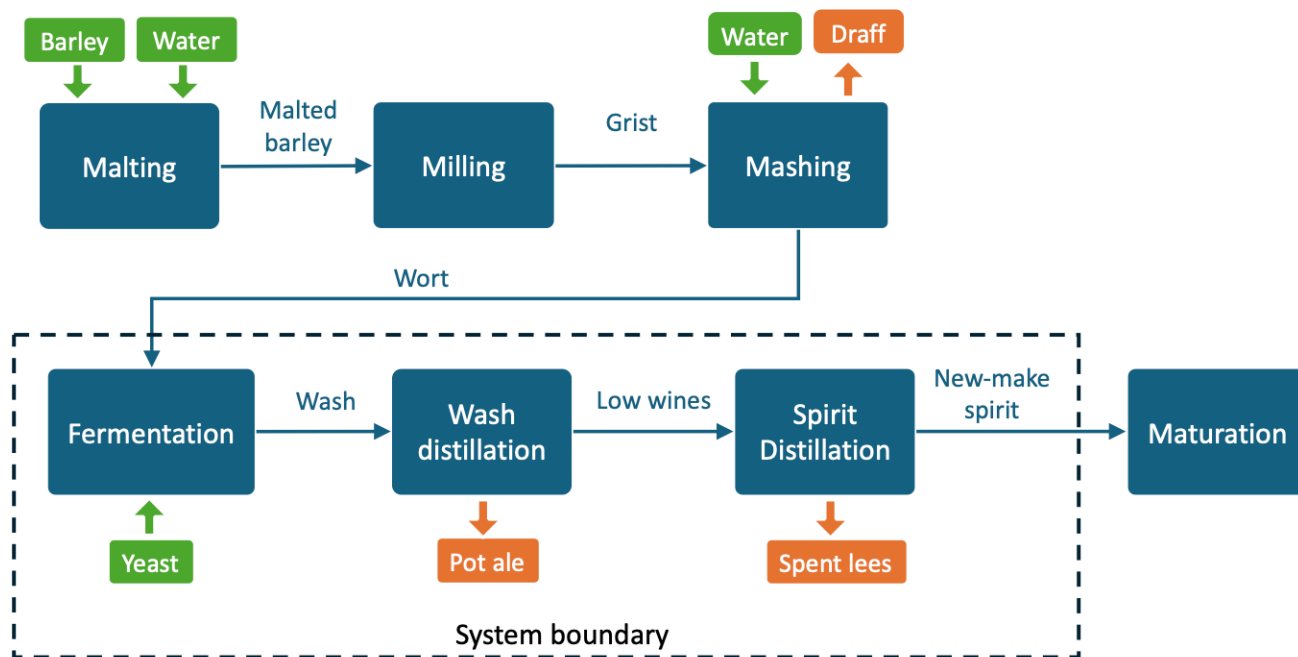 Barley
Water
Water
Draff
Malting
Malted
barley
Milling
Grist
Mashing
Wort
Fermentation
Wash
Wash
distillation
Low wines
Spirit
Distillation
New-make
spirit
Maturation
Yeast
Pot ale
Spent lees
System boundary